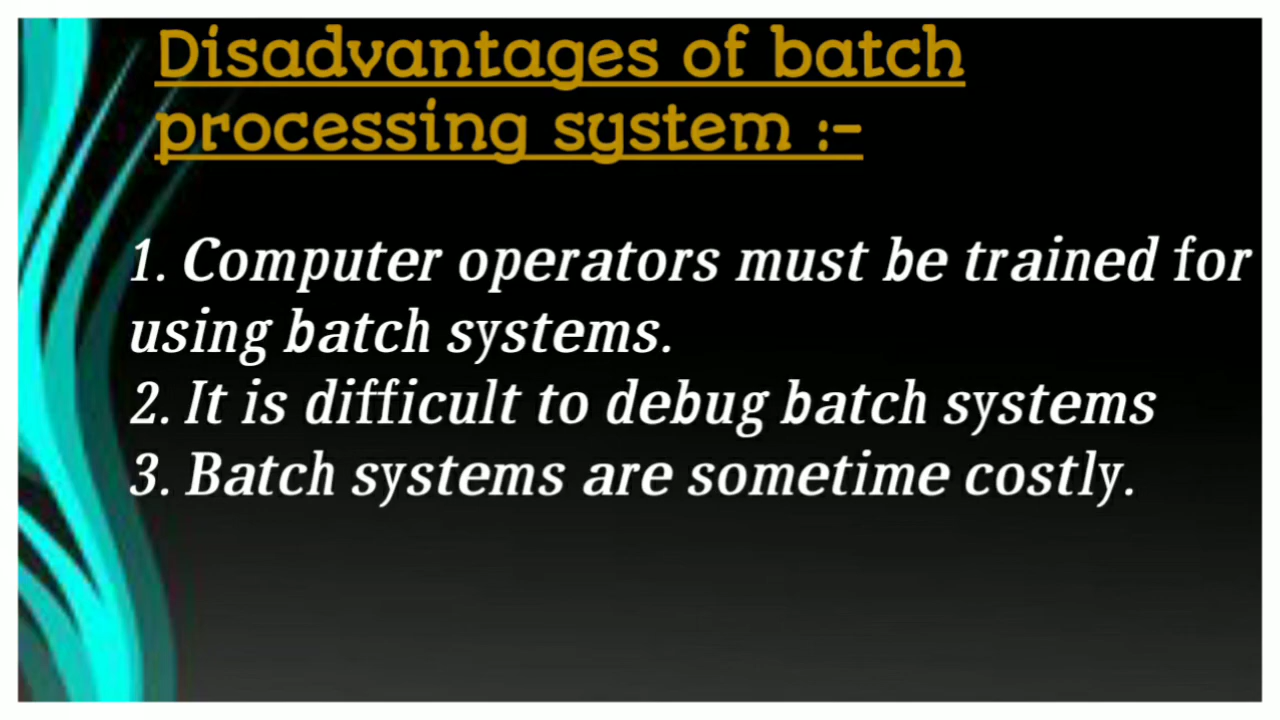 Disadvantages of batch
processing system :-
1. Computer operators must be trained for
using batch systems.
2. It is difficult to debug batch systems
3. Batch systems are sometime costly.